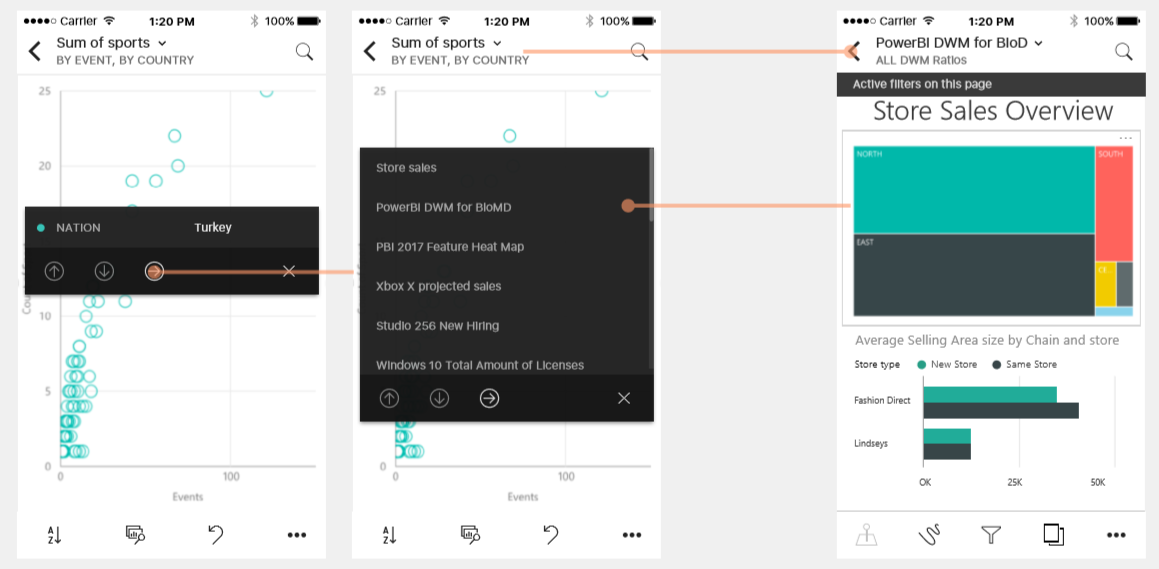 Carrier 1:20 PM 100%
Sum of sports
BY EVENT, BY COUNTRY
25
20
NATION Turkey
10
5
0
0 100
Events
A
Z
Carrier 1:20 PM 100%
Sum of sports
BY EVENT, BY COUNTRY
25
Store sales
PowerBI DWM for BioMD
PBI 2017 Feature Heat Map
Xbox X projected sales
Studio 256 New Hiring
Windows 10 Total Amount of Licenses
0
0 100
Events
A
Z
Carrier 1:20 PM 100%
PowerBI DWM for BioD
ALL DWM Ratios
Active filters on this page
Store Sales Overview
NORTH SOUTH
EAST CE...
Average Selling Area size by Chain and store
Store type New Store Same Store
Fashion Direct
Lindseys
0K 25K 50K